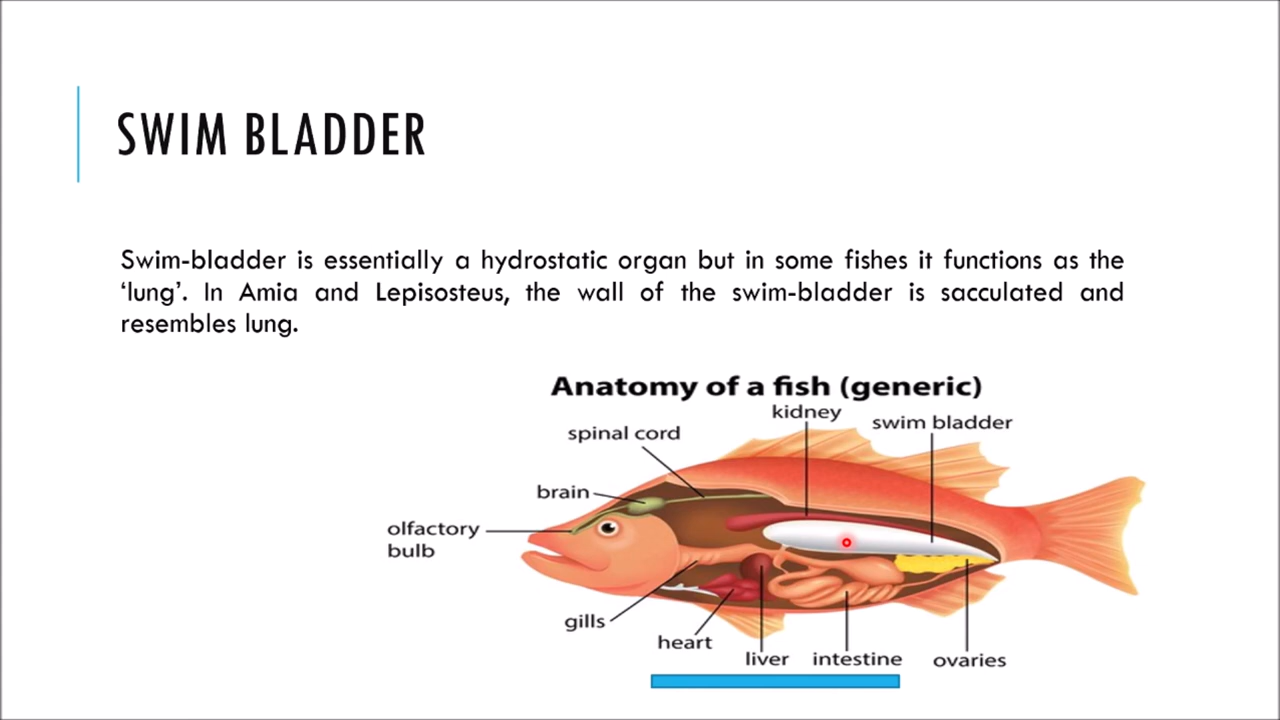 SWIM BLADDER
Swim-bladder is essentially a hydrostatic organ but in some fishes it functions as the
‘lung’. In Amia and Lepisosteus, the wall of the swim-bladder is sacculated and
resembles lung.
Anatomy of a fish (generic)
kidney
swim bladder
spinal cord
brain
olfactory
bulb
gills
heart
liver
intestine
ovaries